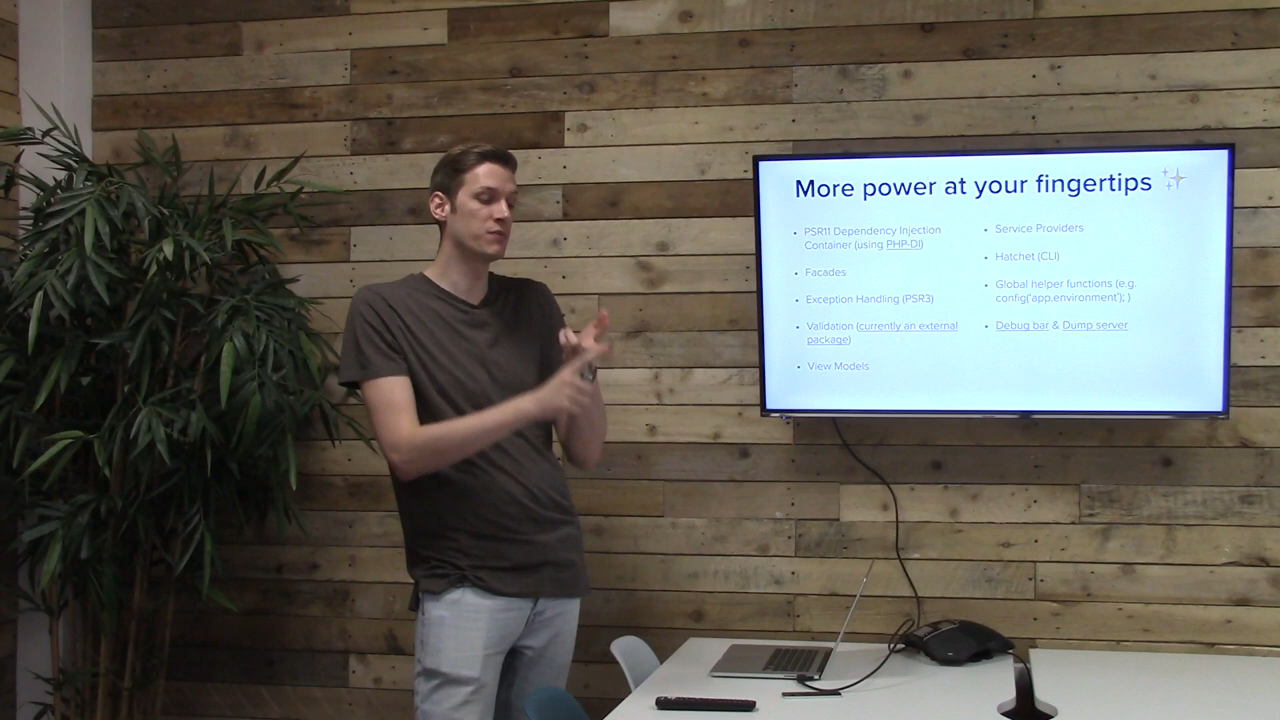 More power at your fingertips
PSR11 Dependency Injection
Container (using PHP-DI)
Facades
Exception Handling (PSR3)
Validation (currently an external
package)
View Models
Service Providers
Hatchet (CLI)
Global helper functions (e.g.
config('app.environment'); )
Debug bar & Dump server